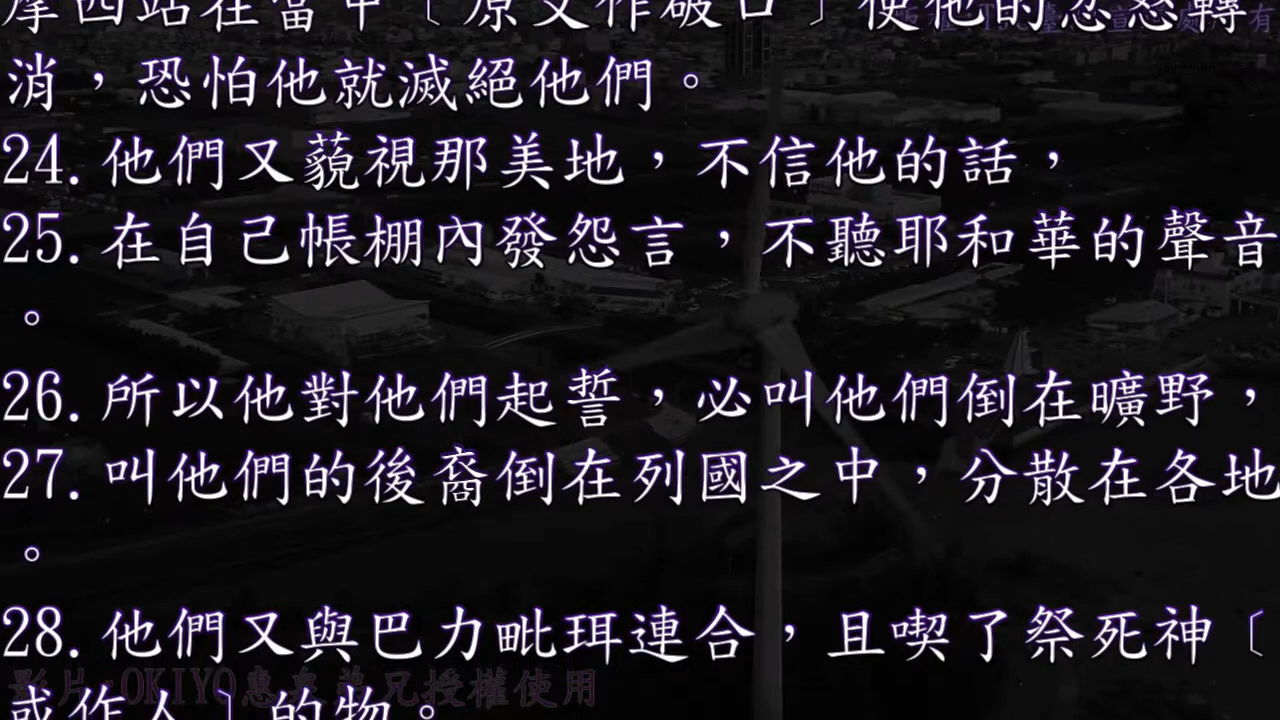 摩西站在當中〔原文作破口〕使他的忿怒轉
消，恐怕他就滅絕他們。
24.他們又藐視那美地，不信他的話，
25.在自己帳棚內發怨言，不聽耶和華的聲音
。
26.所以他對他們起誓，必叫他們倒在曠野，
27.叫他們的後裔倒在列國之中，分散在各地
。
28.他們又與巴力毗珥連合，且喫了祭死神〔
或作人〕的物。
影片:OKIYO惠
兄授權使用